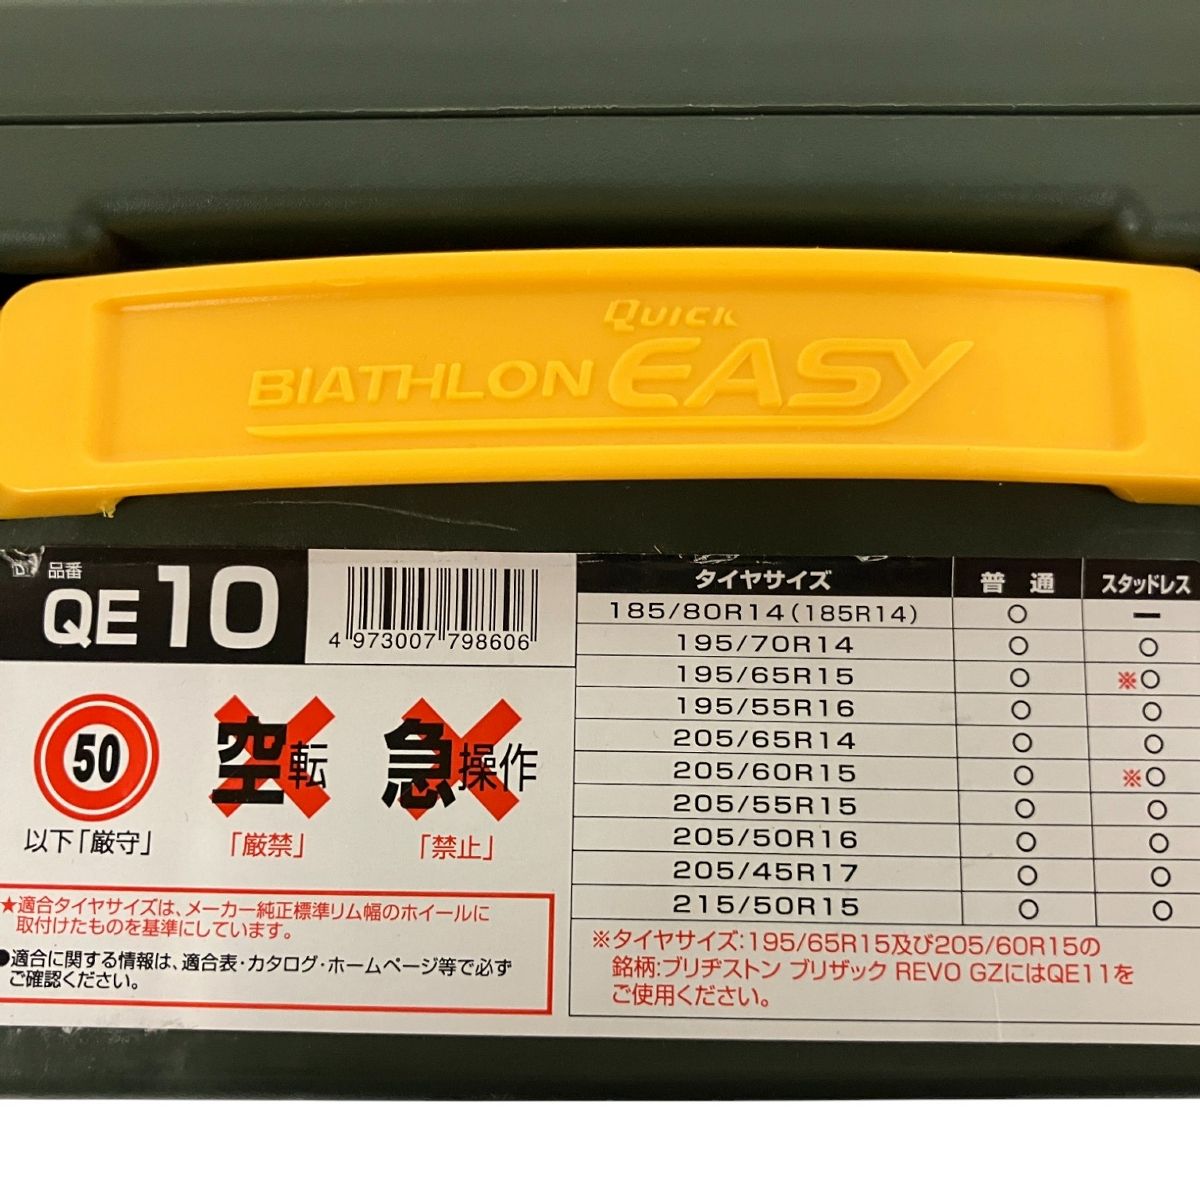 QUICK
BIATHLON EASY
品番
QE10
4 973007 798606
50
以下「厳守」
空転
「厳禁」
急操作
「禁止」
★適合タイヤサイズは、メーカー純正標準リム幅のホイールに
取付けたものを基準にしています。
●適合に関する情報は、適合表・カタログ・ホームページ等で必ず
ご確認ください。
タイヤサイズ 普通 スタッドレス
185/80R14(185R14) ○ ー
195/70R14 ○ ○
195/65R15 ○ ※○
195/55R16 ○ ○
205/65R14 ○ ○
205/60R15 ○ ※○
205/55R15 ○ ○
205/50R16 ○ ○
205/45R17 ○ ○
215/50R15 ○ ○
※タイヤサイズ:195/65R15及び205/60R15の
銘柄:ブリヂストン ブリザック REVO GZにはQE11を
ご使用ください。